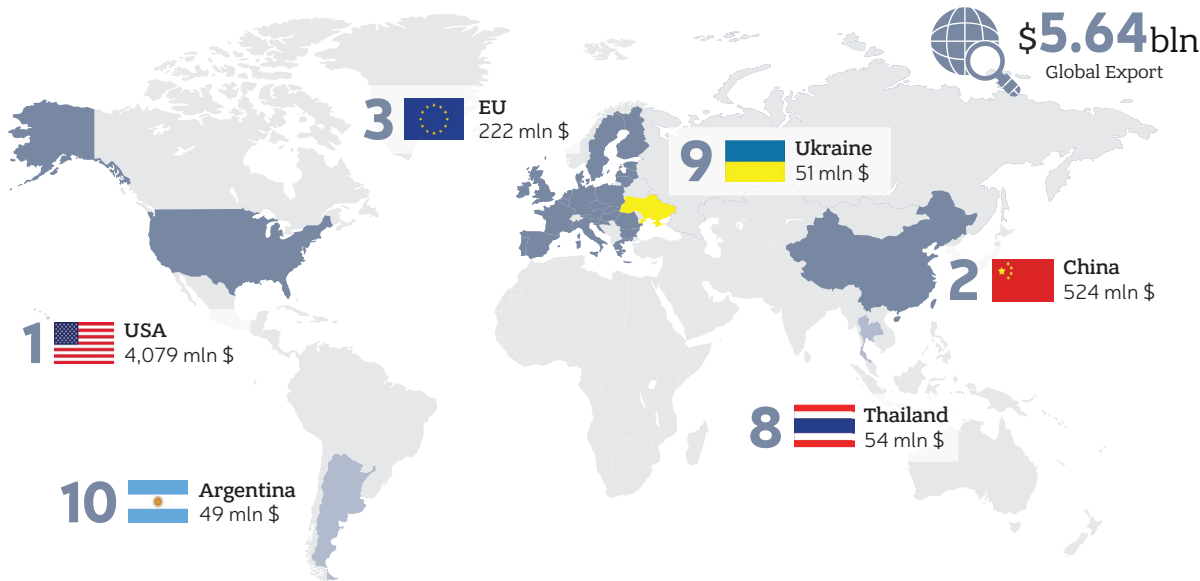 $5.64bln
Global Export
3
EU
222 mln $
9
Ukraine
51 mln $
2
China
524 mln $
1
USA
4,079 mln $
8
Thailand
54 mln $
10
Argentina
49 mln $